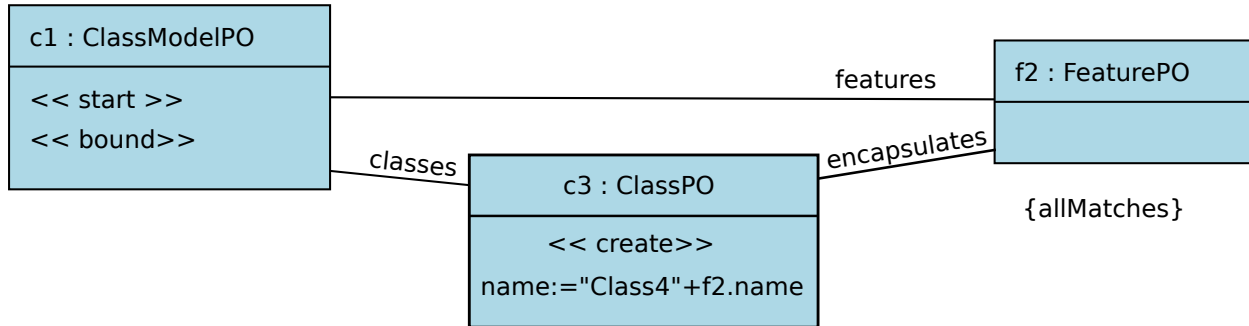 c1 : ClassModelPO
<< start >>
<< bound>>
features
f2 : FeaturePO
classes
encapsulates
c3 : ClassPO
<< create>>
name:="Class4"+f2.name
{allMatches}